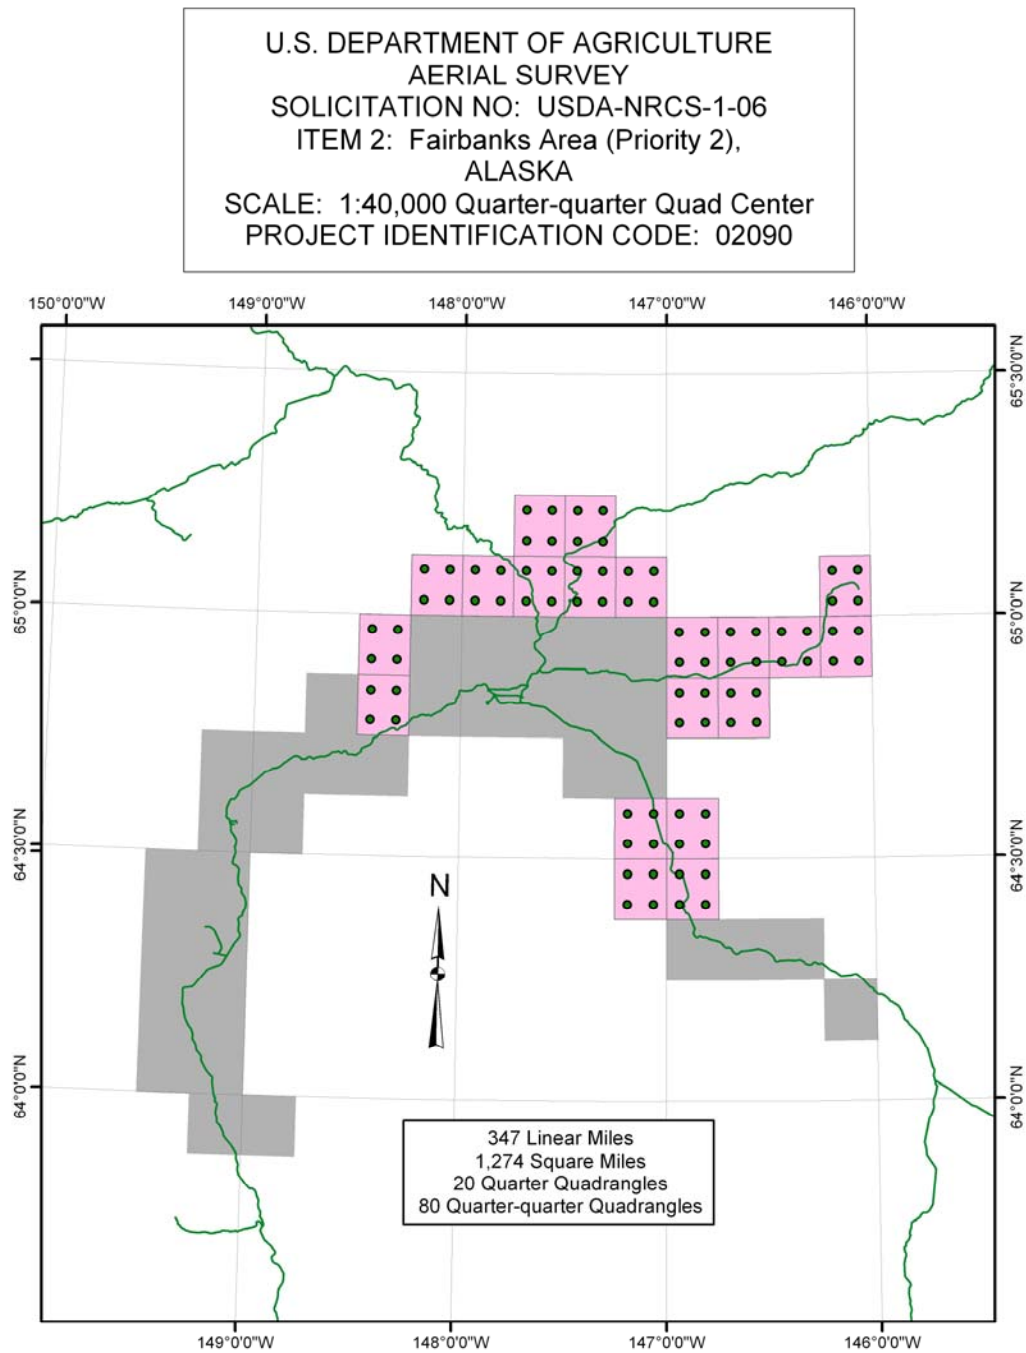 U.S. DEPARTMENT OF AGRICULTURE
AERIAL SURVEY
SOLICITATION NO: USDA-NRCS-1-06
ITEM 2: Fairbanks Area (Priority 2),
ALASKA
SCALE: 1:40,000 Quarter-quarter Quad Center
PROJECT IDENTIFICATION CODE: 02090
150°0'0"W 149°0'0"W 148°0'0"W 147°0'0"W 146°0'0"W
65°30'N
65°0'0"N 65°0'0"N
64°30'N 64°30'N
N
64°0'0"N 64°0'0"N
347 Linear Miles
1,274 Square Miles
20 Quarter Quadrangles
80 Quarter-quarter Quadrangles
149°0'0"W 148°0'0"W 147°0'0"W 146°0'0"W